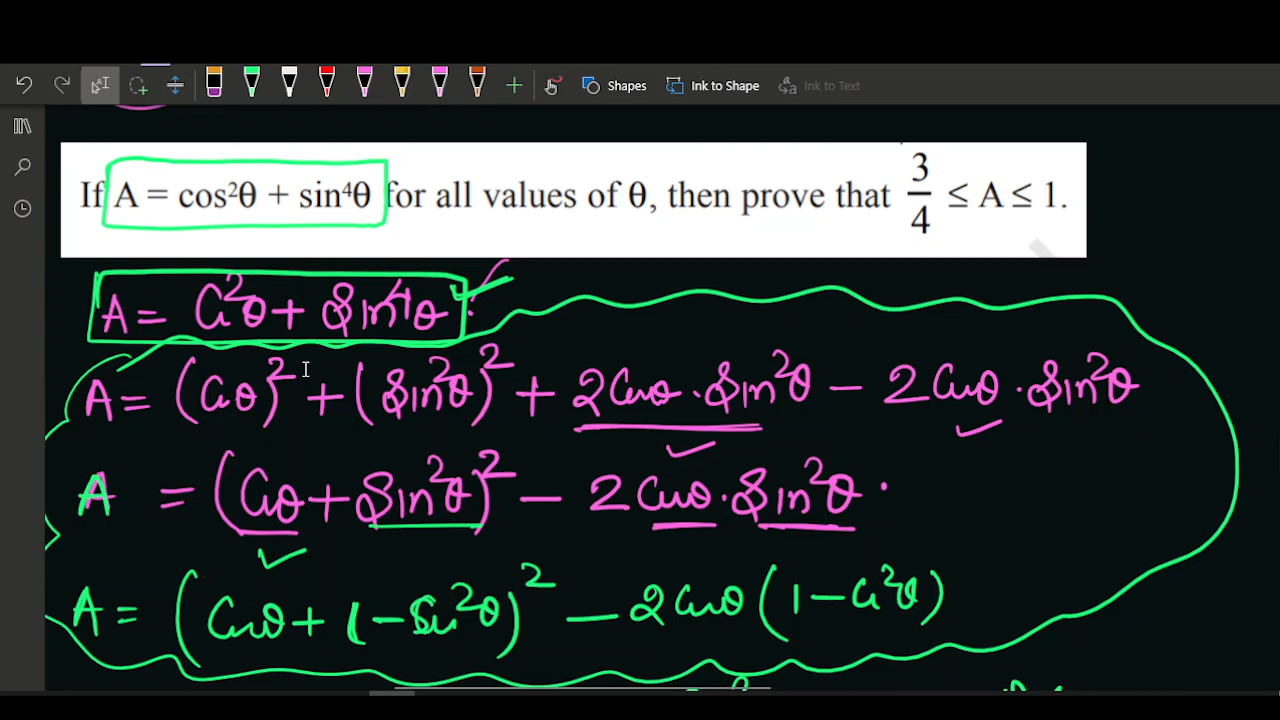 Shapes Ink to Shape Ink to Text
If A = cos²θ + sin⁴θ for all values of θ, then prove that 3/4 ≤ A ≤ 1.
A = Cos²θ + Sin⁴θ.
A = (Cosθ)² + (Sin²θ)² + 2Cosθ·Sin²θ − 2Cosθ·Sin²θ
A = (Cosθ + Sin²θ)² − 2Cosθ·Sin²θ.
A = (Cosθ + 1 − Sin²θ)² − 2Cosθ(1 − Cos²θ)